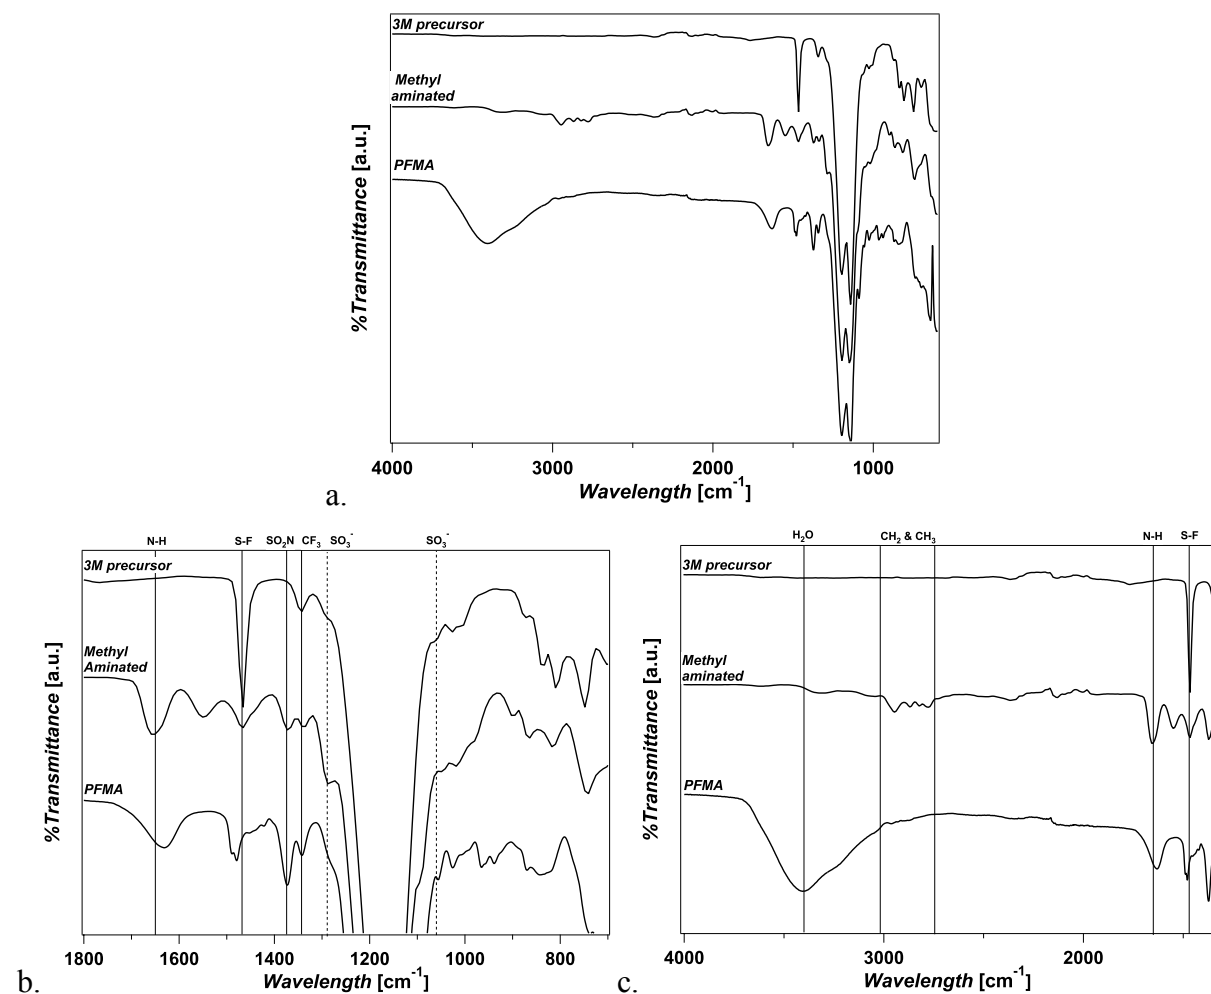 3M precursor
Methyl
aminated
PFMA
%Transmittance [a.u.]
4000 3000 2000 1000
Wavelength [cm⁻¹]
a.
N-H S-F SO₂N CF₃ SO₃⁻ SO₃⁻
3M precursor
Methyl
Aminated
PFMA
%Transmittance [a.u.]
1800 1600 1400 1200 1000 800
Wavelength [cm⁻¹]
b.
H₂O CH₂ & CH₃ N-H S-F
3M precursor
Methyl
aminated
PFMA
%Transmittance [a.u.]
4000 3000 2000
Wavelength [cm⁻¹]
c.